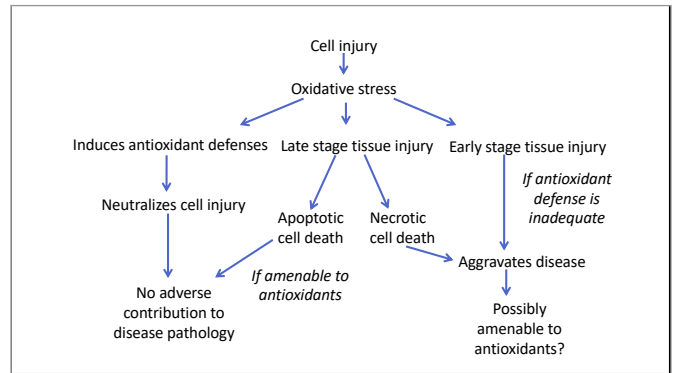 Cell injury
Oxidative stress
Induces antioxidant defenses
Late stage tissue injury
Early stage tissue injury
If antioxidant
defense is
inadequate
Neutralizes cell injury
Apoptotic
cell death
Necrotic
cell death
Aggravates disease
If amenable to
antioxidants
No adverse
contribution to
disease pathology
Possibly
amenable to
antioxidants?